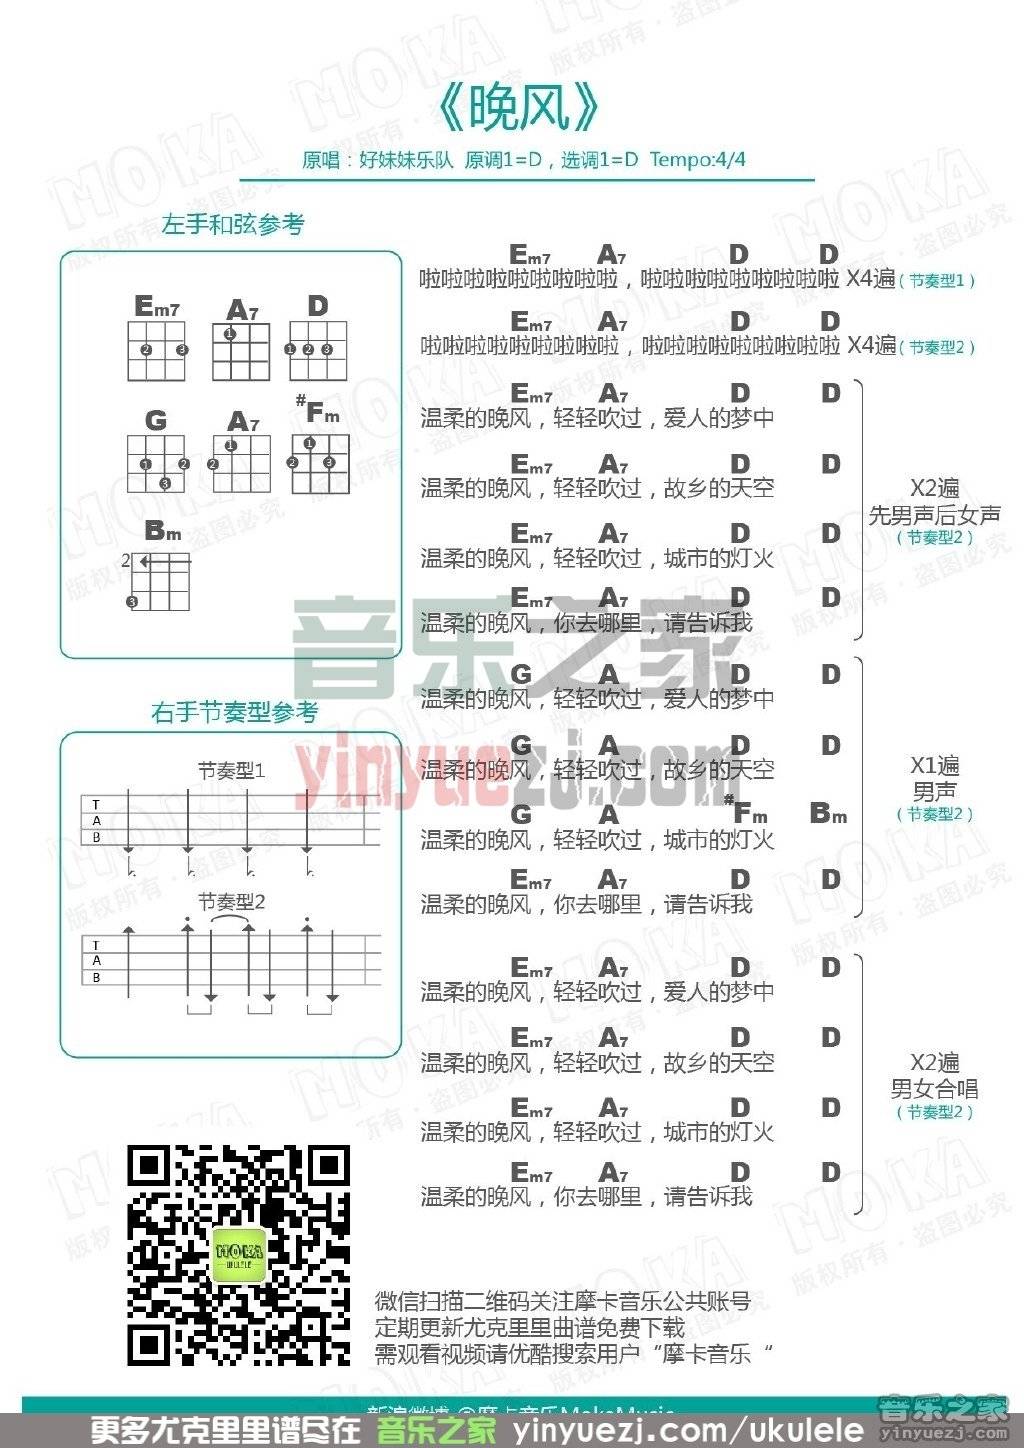 《晚风》
原唱：好妹妹乐队 原调1=D，选调1=D Tempo:4/4
左手和弦参考
Em7 A7 D
1 2 3 1 1 2 3
G A7 #Fm
1 2 3 1 2 1 2 3
Bm
2
3
右手节奏型参考
节奏型1
T
A
B
节奏型2
T
A
B
Em7 A7 D D
啦啦啦啦啦啦啦啦啦，啦啦啦啦啦啦啦啦啦 X4遍（节奏型1）
Em7 A7 D D
啦啦啦啦啦啦啦啦啦，啦啦啦啦啦啦啦啦啦 X4遍（节奏型2）
Em7 A7 D D
温柔的晚风，轻轻吹过，爱人的梦中
Em7 A7 D D
温柔的晚风，轻轻吹过，故乡的天空
Em7 A7 D D
温柔的晚风，轻轻吹过，城市的灯火
Em7 A7 D D
温柔的晚风，你去哪里，请告诉我
X2遍
先男声后女声
（节奏型2）
G A D D
温柔的晚风，轻轻吹过，爱人的梦中
G A D D
温柔的晚风，轻轻吹过，故乡的天空
G A #Fm Bm
温柔的晚风，轻轻吹过，城市的灯火
Em7 A7 D D
温柔的晚风，你去哪里，请告诉我
X1遍
男声
（节奏型2）
Em7 A7 D D
温柔的晚风，轻轻吹过，爱人的梦中
Em7 A7 D D
温柔的晚风，轻轻吹过，故乡的天空
Em7 A7 D D
温柔的晚风，轻轻吹过，城市的灯火
Em7 A7 D D
温柔的晚风，你去哪里，请告诉我
X2遍
男女合唱
（节奏型2）
音乐之家
yinyuezj.com
MOKA
版权所有·盗图必究
MOKA
UKULELE
微信扫描二维码关注摩卡音乐公共账号
定期更新尤克里里曲谱免费下载
需观看视频请优酷搜索用户“摩卡音乐“
新浪微博 @摩卡音乐MokaMusic
更多尤克里里谱尽在 音乐之家 yinyuezj.com/ukulele
音乐之家
yinyuezj.com